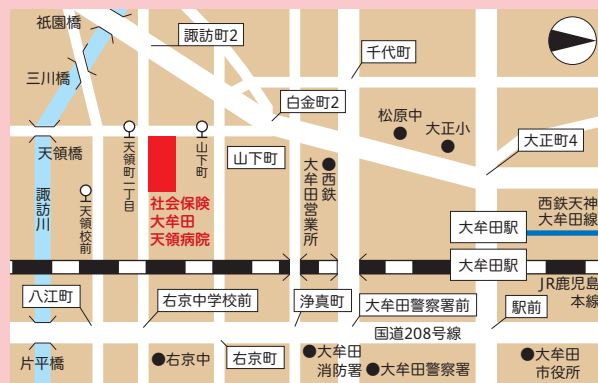 祇園橋
諏訪町2
千代町
三川橋
白金町2
松原中
大正小
大正町4
天領橋
天領町一丁目
山下町
山下町
西鉄
大牟田営業所
諏訪川
天領校前
社会保険
大牟田
天領病院
西鉄天神
大牟田線
大牟田駅
大牟田駅
JR鹿児島
本線
八江町
右京中学校前
浄真町
大牟田警察署前
駅前
国道208号線
片平橋
右京中
右京町
大牟田
消防署
大牟田警察署
大牟田
市役所